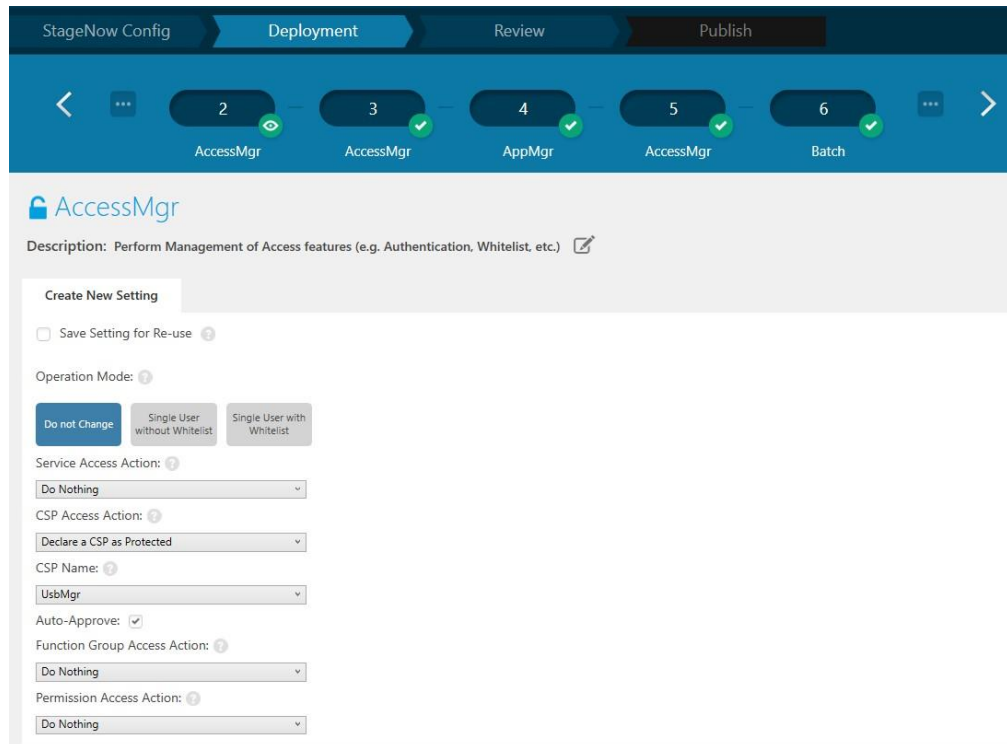 StageNow Config Deployment Review Publish
2 3 4 5 6
AccessMgr AccessMgr AppMgr AccessMgr Batch
AccessMgr
Description: Perform Management of Access features (e.g. Authentication, Whitelist, etc.)
Create New Setting
Save Setting for Re-use ?
Operation Mode: ?
Do not Change
Single User without Whitelist
Single User with Whitelist
Service Access Action: ?
Do Nothing
CSP Access Action: ?
Declare a CSP as Protected
CSP Name: ?
UsbMgr
Auto-Approve:
Function Group Access Action: ?
Do Nothing
Permission Access Action: ?
Do Nothing